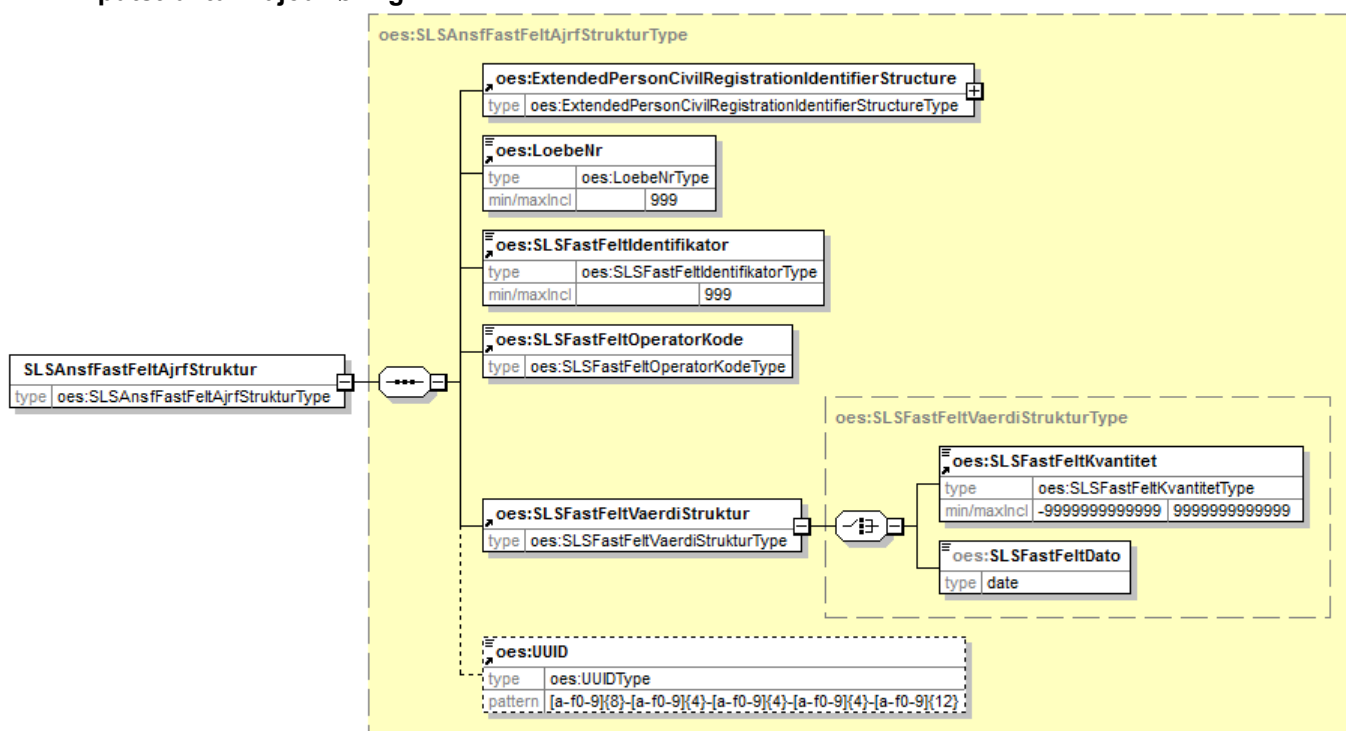 oes:SLSAnsfFastFeltAjrfStrukturType
oes:ExtendedPersonCivilRegistrationIdentifierStructure
type oes:ExtendedPersonCivilRegistrationIdentifierStructureType
oes:LoebeNr
type oes:LoebeNrType
min/maxIncl 999
oes:SLSFastFeltIdentifikator
type oes:SLSFastFeltIdentifikatorType
min/maxIncl 999
oes:SLSFastFeltOperatorKode
type oes:SLSFastFeltOperatorKodeType
SLSAnsfFastFeltAjrfStruktur
type oes:SLSAnsfFastFeltAjrfStrukturType
oes:SLSFastFeltVaerdiStrukturType
oes:SLSFastFeltKvantitet
type oes:SLSFastFeltKvantitetType
min/maxIncl -9999999999999 9999999999999
oes:SLSFastFeltVaerdiStruktur
type oes:SLSFastFeltVaerdiStrukturType
oes:SLSFastFeltDato
type date
oes:UUID
type oes:UUIDType
pattern [a-f0-9]{8}-[a-f0-9]{4}-[a-f0-9]{4}-[a-f0-9]{4}-[a-f0-9]{12}